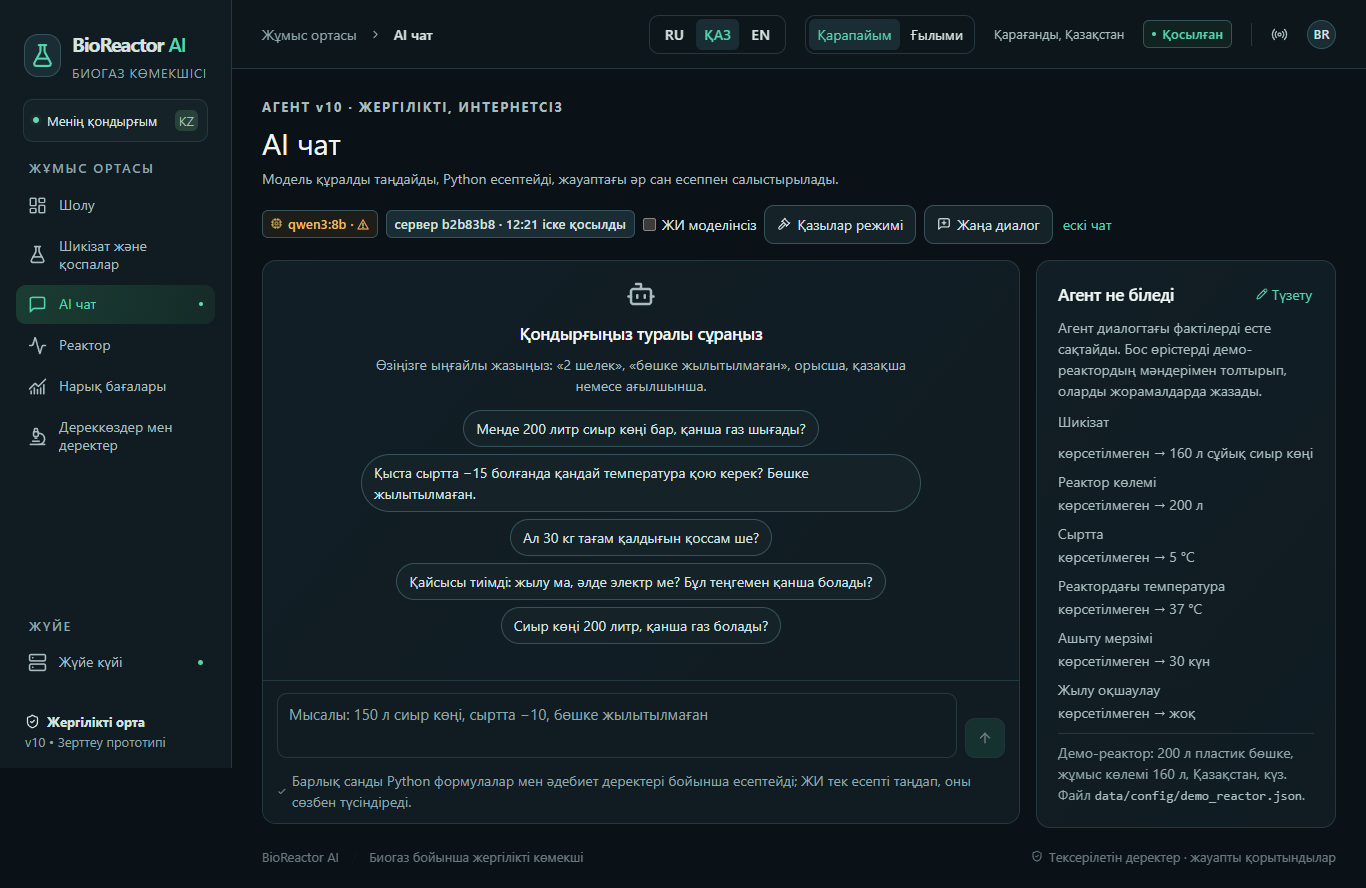 BioReactor AI
БИОГАЗ КӨМЕКШІСІ
Менің қондырғым KZ
ЖҰМЫС ОРТАСЫ
Шолу
Шикізат және
қоспалар
AI чат
Реактор
Нарық бағалары
Дереккөздер мен
деректер
ЖҮЙЕ
Жүйе күйі
Жергілікті орта
v10 • Зерттеу прототипі
Жұмыс ортасы > AI чат
RU ҚАЗ EN
Қарапайым Ғылыми
Қарағанды, Қазақстан
• Қосылған
BR
АГЕНТ v10 · ЖЕРГІЛІКТІ, ИНТЕРНЕТСІЗ
AI чат
Модель құралды таңдайды, Python есептейді, жауаптағы әр сан есеппен салыстырылады.
qwen3:8b · ⚠
сервер b2b83b8 · 12:21 іске қосылды
ЖИ моделінсіз
Қазылар режимі
Жаңа диалог
ескі чат
Қондырғыңыз туралы сұраңыз
Өзіңізге ыңғайлы жазыңыз: «2 шелек», «бөшке жылытылмаған», орысша, қазақша
немесе ағылшынша.
Менде 200 литр сиыр көңі бар, қанша газ шығады?
Қыста сыртта −15 болғанда қандай температура қою керек? Бөшке
жылытылмаған.
Ал 30 кг тағам қалдығын қоссам ше?
Қайсысы тиімді: жылу ма, әлде электр ме? Бұл теңгемен қанша болады?
Сиыр көңі 200 литр, қанша газ болады?
Мысалы: 150 л сиыр көңі, сыртта −10, бөшке жылытылмаған
Барлық санды Python формулалар мен әдебиет деректері бойынша есептейді; ЖИ тек есепті таңдап, оны
сөзбен түсіндіреді.
Агент не біледі
Түзету
Агент диалогтағы фактілерді есте
сақтайды. Бос өрістерді демо-
реактордың мәндерімен толтырып,
оларды жорамалдарда жазады.
Шикізат
көрсетілмеген → 160 л сұйық сиыр көңі
Реактор көлемі
көрсетілмеген → 200 л
Сыртта
көрсетілмеген → 5 °C
Реактордағы температура
көрсетілмеген → 37 °C
Ашыту мерзімі
көрсетілмеген → 30 күн
Жылу оқшаулау
көрсетілмеген → жоқ
Демо-реактор: 200 л пластик бөшке,
жұмыс көлемі 160 л, Қазақстан, күз.
Файл data/config/demo_reactor.json.
BioReactor AI
Биогаз бойынша жергілікті көмекші
Тексерілетін деректер · жауапты қорытындылар